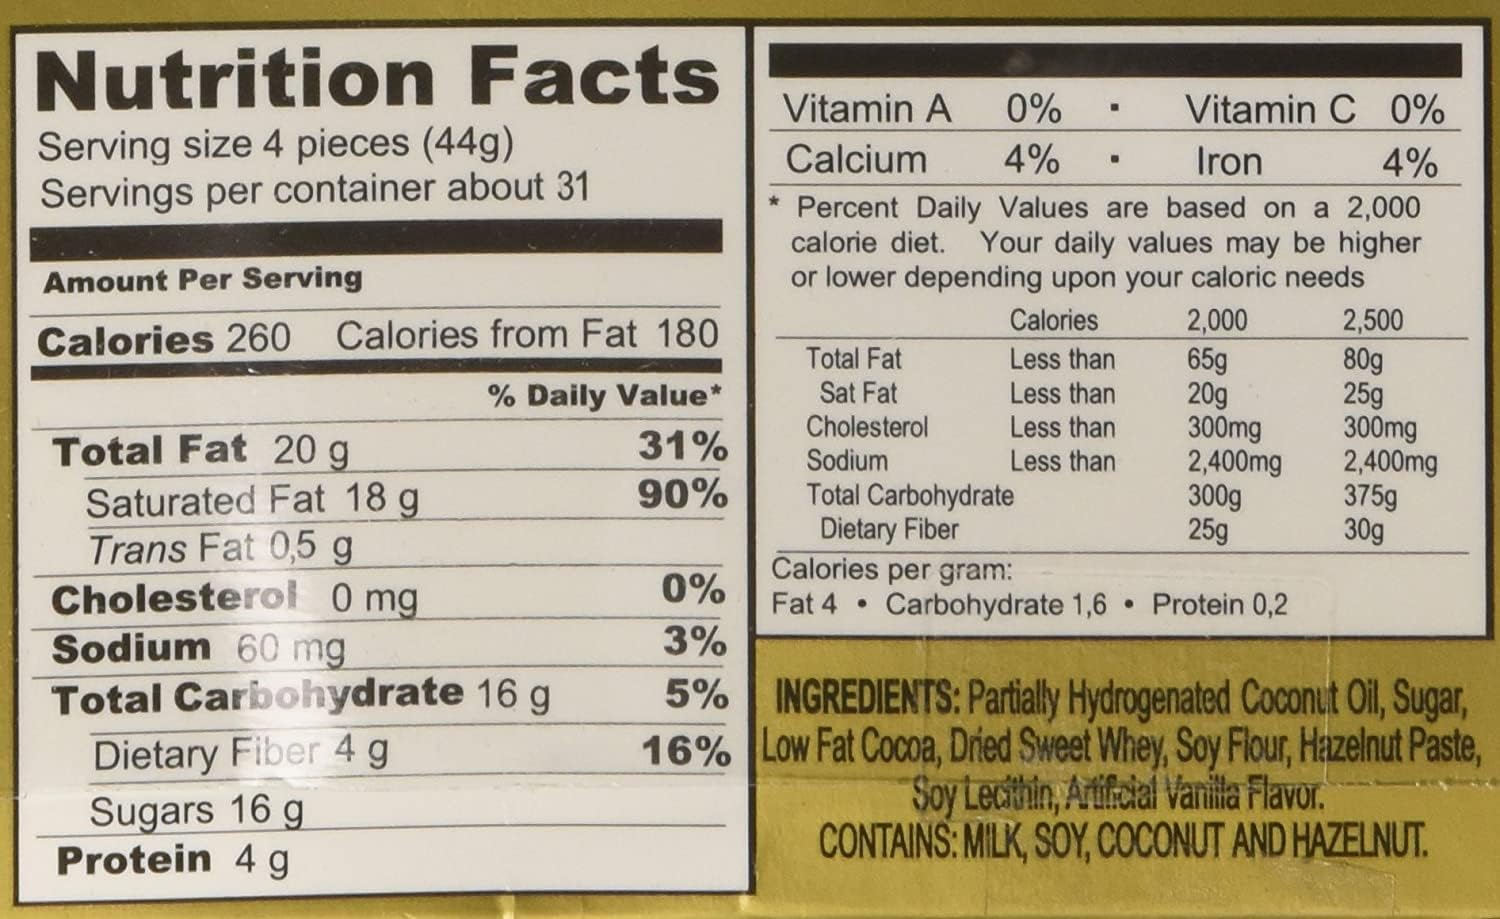 Nutrition Facts
Serving size 4 pieces (44g)
Servings per container about 31
Amount Per Serving
Calories 260 Calories from Fat 180
% Daily Value*
Total Fat 20 g 31%
Saturated Fat 18 g 90%
Trans Fat 0,5 g
Cholesterol 0 mg 0%
Sodium 60 mg 3%
Total Carbohydrate 16 g 5%
Dietary Fiber 4 g 16%
Sugars 16 g
Protein 4 g
Vitamin A 0% · Vitamin C 0%
Calcium 4% · Iron 4%
* Percent Daily Values are based on a 2,000
calorie diet. Your daily values may be higher
or lower depending upon your caloric needs
Calories 2,000 2,500
Total Fat Less than 65g 80g
Sat Fat Less than 20g 25g
Cholesterol Less than 300mg 300mg
Sodium Less than 2,400mg 2,400mg
Total Carbohydrate 300g 375g
Dietary Fiber 25g 30g
Calories per gram:
Fat 4 • Carbohydrate 1,6 • Protein 0,2
INGREDIENTS: Partially Hydrogenated Coconut Oil, Sugar,
Low Fat Cocoa, Dried Sweet Whey, Soy Flour, Hazelnut Paste,
Soy Lecithin, Artificial Vanilla Flavor.
CONTAINS: MILK, SOY, COCONUT AND HAZELNUT.